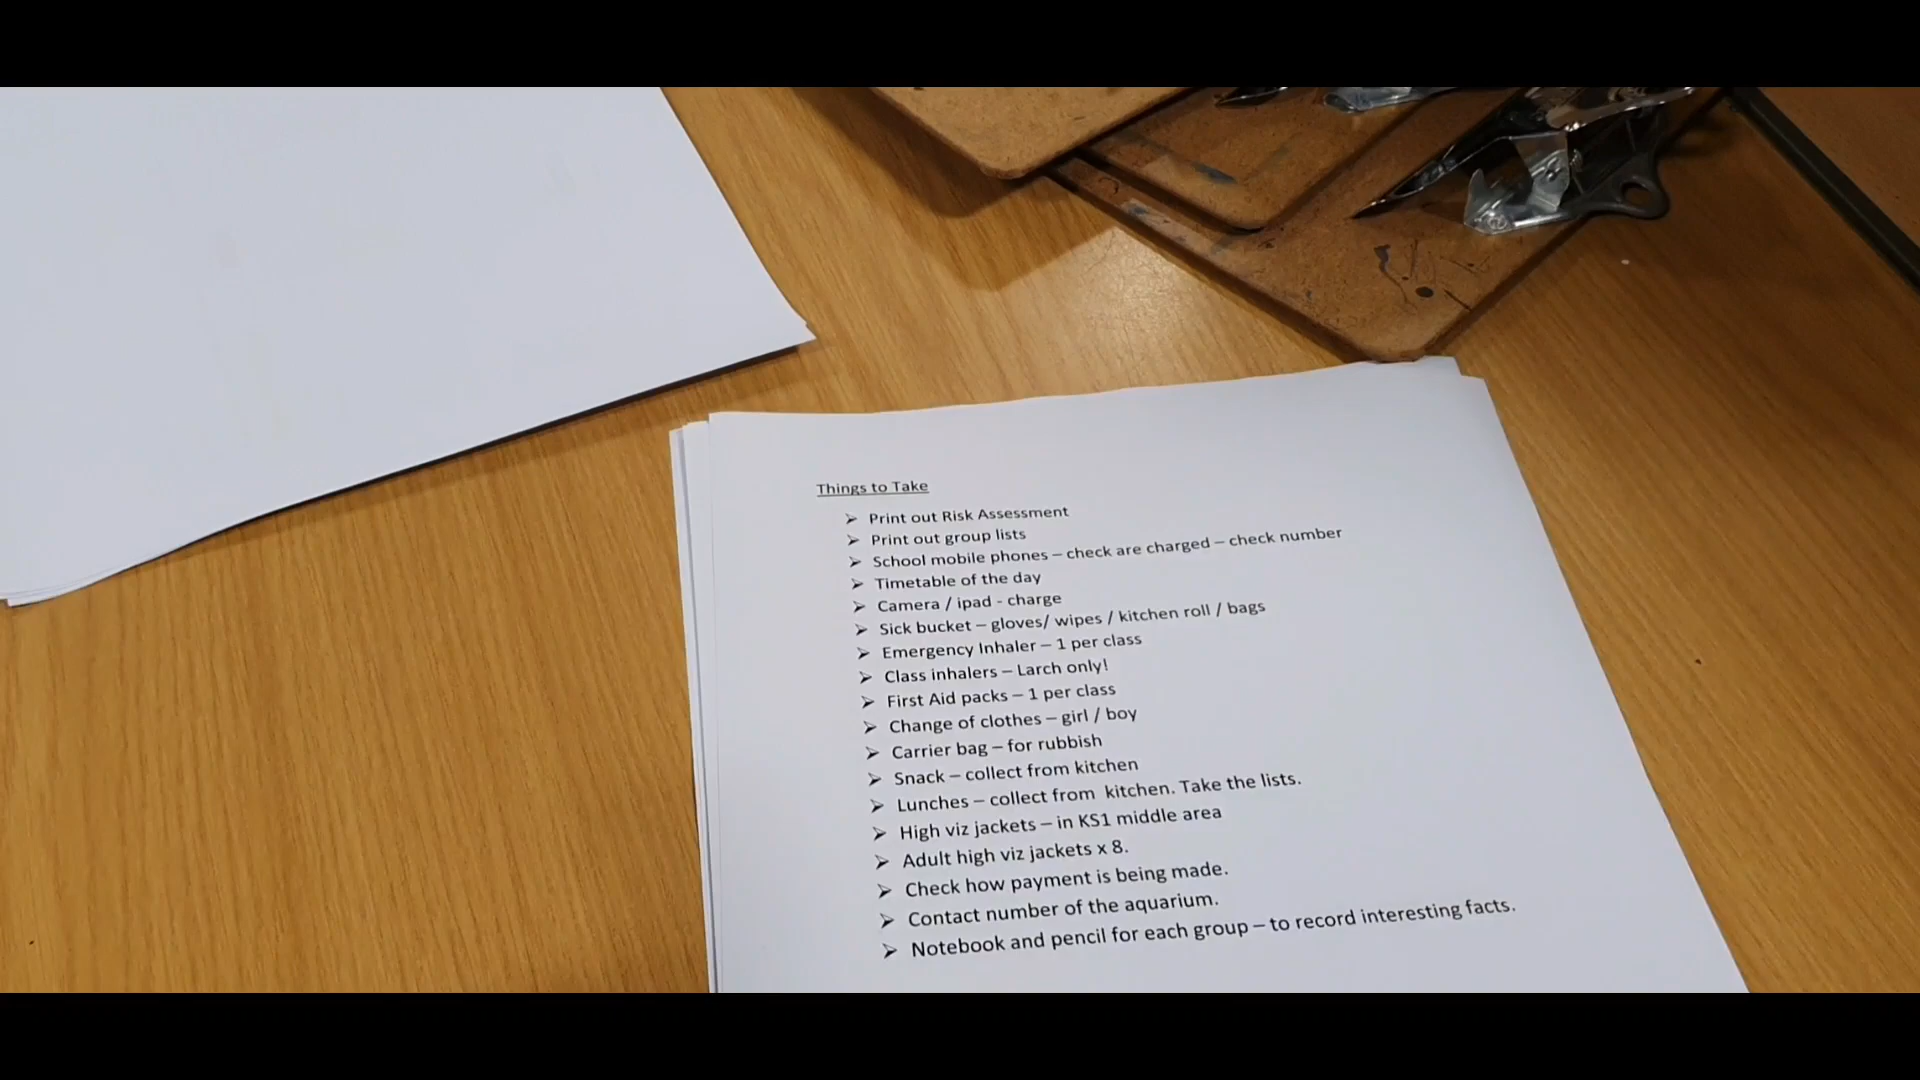 Things to Take
➢ Print out Risk Assessment
➢ Print out group lists
➢ School mobile phones – check are charged – check number
➢ Timetable of the day
➢ Camera / ipad - charge
➢ Sick bucket – gloves/ wipes / kitchen roll / bags
➢ Emergency Inhaler – 1 per class
➢ Class inhalers – Larch only!
➢ First Aid packs – 1 per class
➢ Change of clothes – girl / boy
➢ Carrier bag – for rubbish
➢ Snack – collect from kitchen
➢ Lunches – collect from kitchen. Take the lists.
➢ High viz jackets – in KS1 middle area
➢ Adult high viz jackets x 8.
➢ Check how payment is being made.
➢ Contact number of the aquarium.
➢ Notebook and pencil for each group – to record interesting facts.